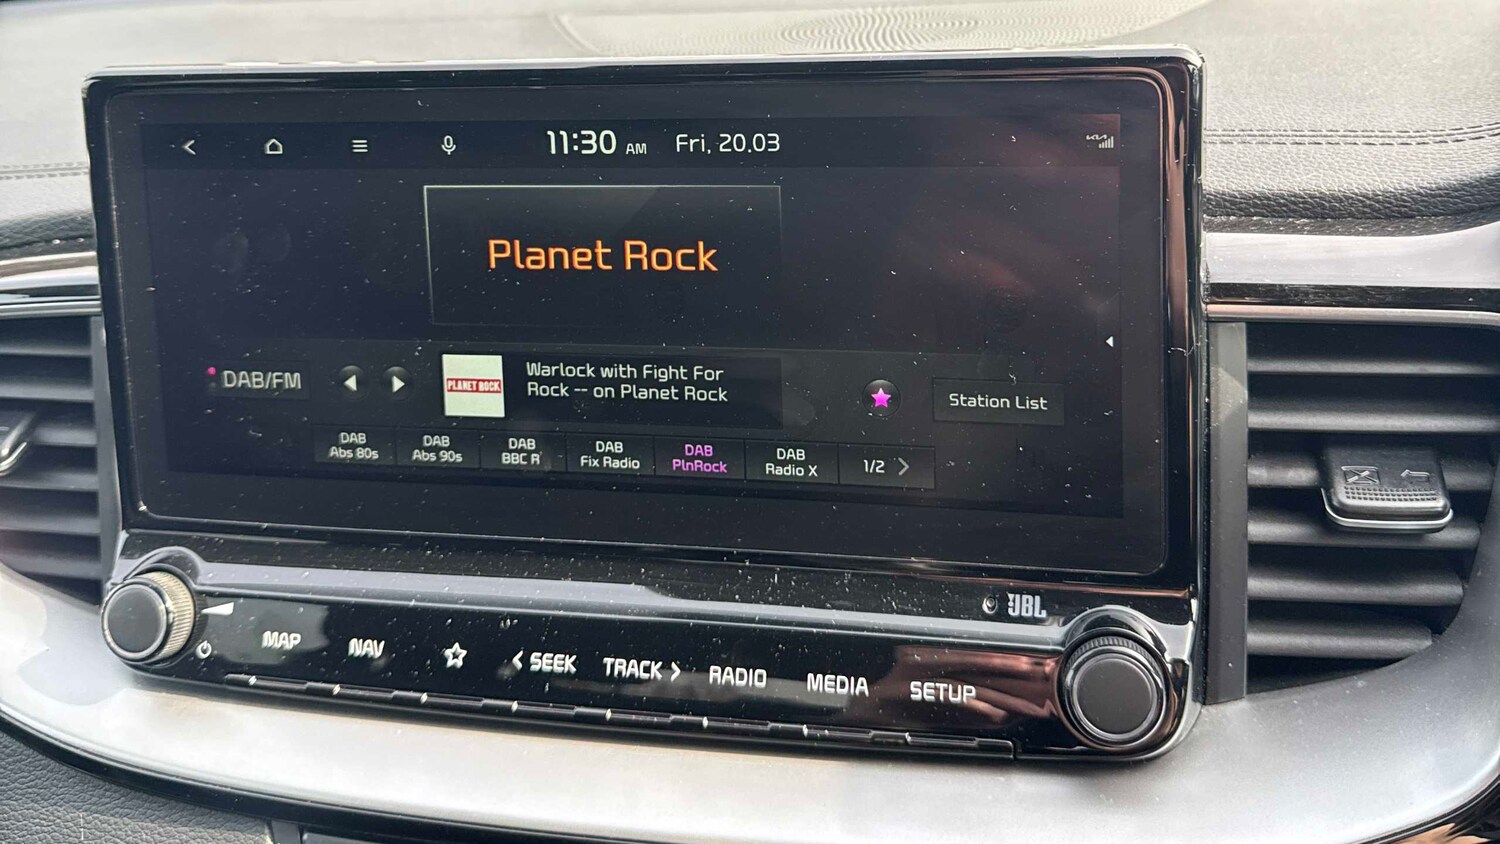 11:30 AM Fri, 20.03
KIA
Planet Rock
DAB/FM
PLANET ROCK
Warlock with Fight For
Rock -- on Planet Rock
Station List
DAB
Abs 80s
DAB
Abs 90s
DAB
BBC R
DAB
Fix Radio
DAB
PlnRock
DAB
Radio X
1/2
JBL
MAP
NAV
SEEK
TRACK
RADIO
MEDIA
SETUP